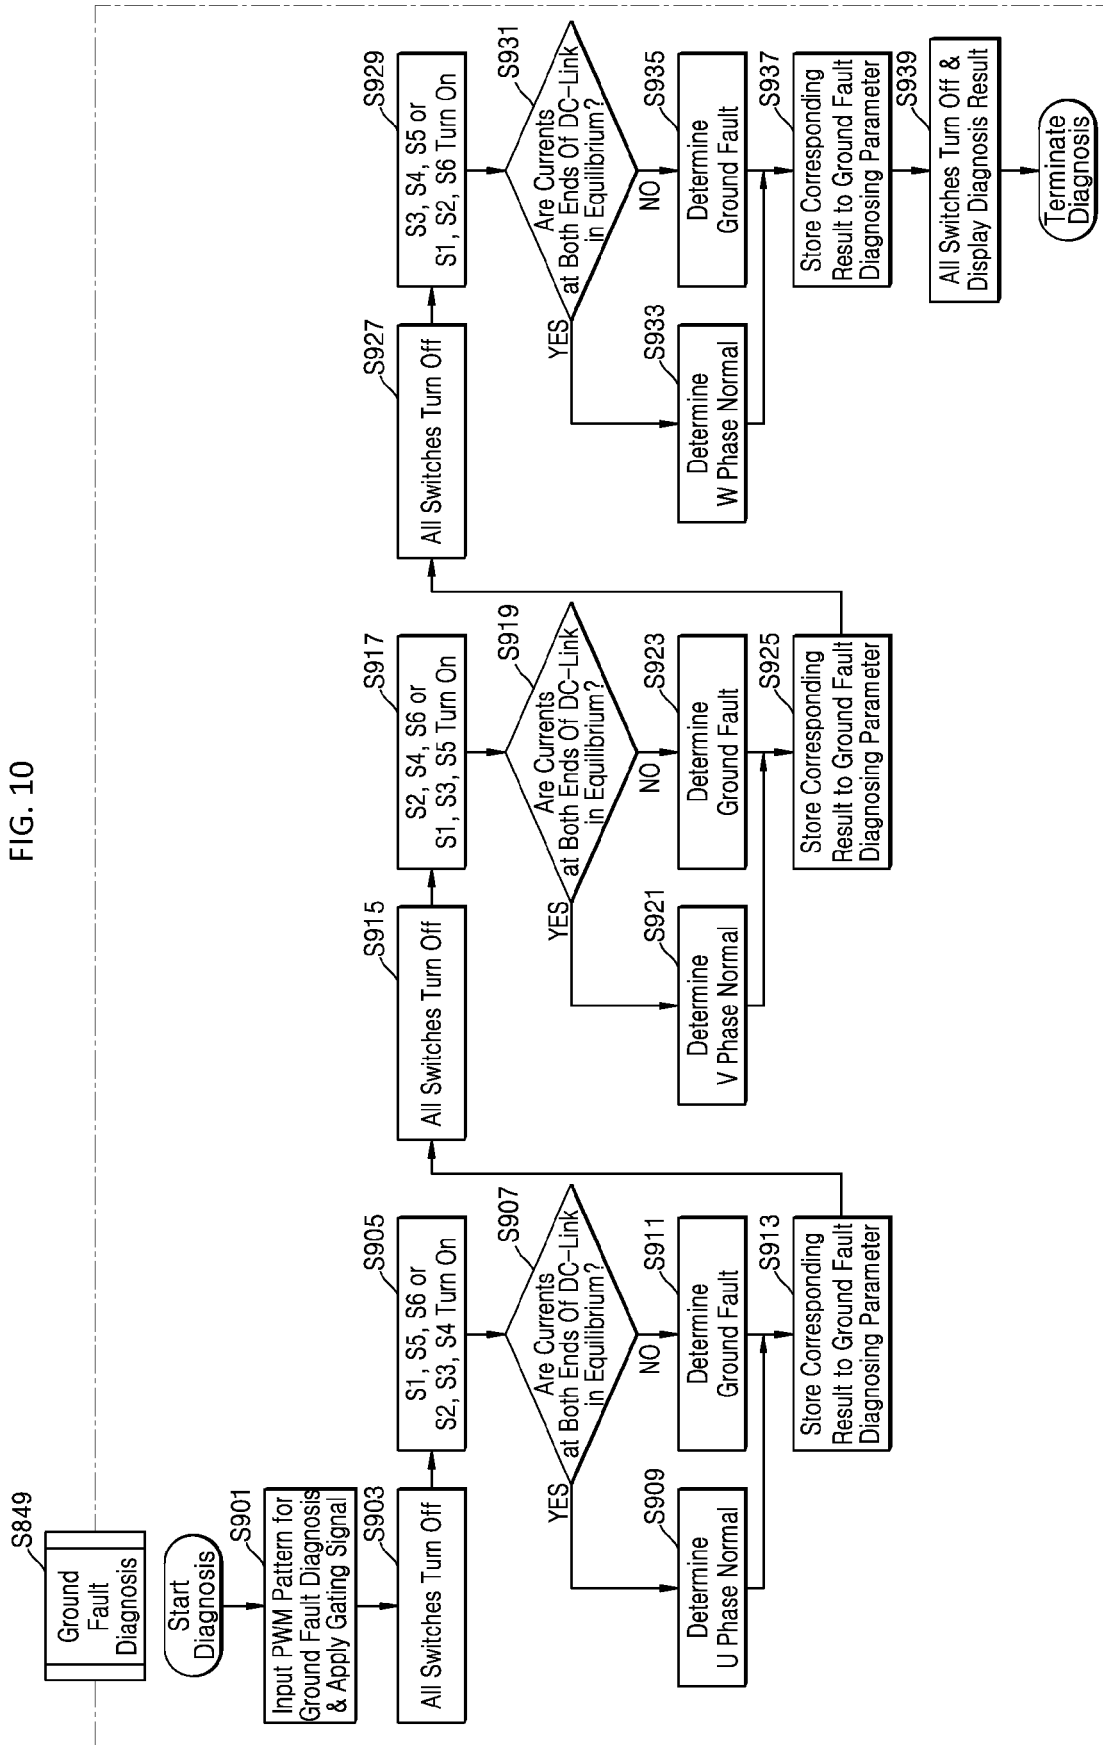 FIG. 10
S849
Ground
Fault
Diagnosis
Start
Diagnosis
S901
Input PWM Pattern for
Ground Fault Diagnosis
& Apply Gating Signal
S903
All Switches Turn Off
S905
S1, S5, S6 or
S2, S3, S4 Turn On
S907
Are Currents
at Both Ends Of DC-Link
in Equilibrium?
YES
NO
S909
Determine
U Phase Normal
S911
Determine
Ground Fault
S913
Store Corresponding
Result to Ground Fault
Diagnosing Parameter
S915
All Switches Turn Off
S917
S2, S4, S6 or
S1, S3, S5 Turn On
S919
Are Currents
at Both Ends Of DC-Link
in Equilibrium?
YES
NO
S921
Determine
V Phase Normal
S923
Determine
Ground Fault
S925
Store Corresponding
Result to Ground Fault
Diagnosing Parameter
S927
All Switches Turn Off
S929
S3, S4, S5 or
S1, S2, S6 Turn On
S931
Are Currents
at Both Ends Of DC-Link
in Equilibrium?
YES
NO
S933
Determine
W Phase Normal
S935
Determine
Ground Fault
S937
Store Corresponding
Result to Ground Fault
Diagnosing Parameter
S939
All Switches Turn Off &
Display Diagnosis Result
Terminate
Diagnosis